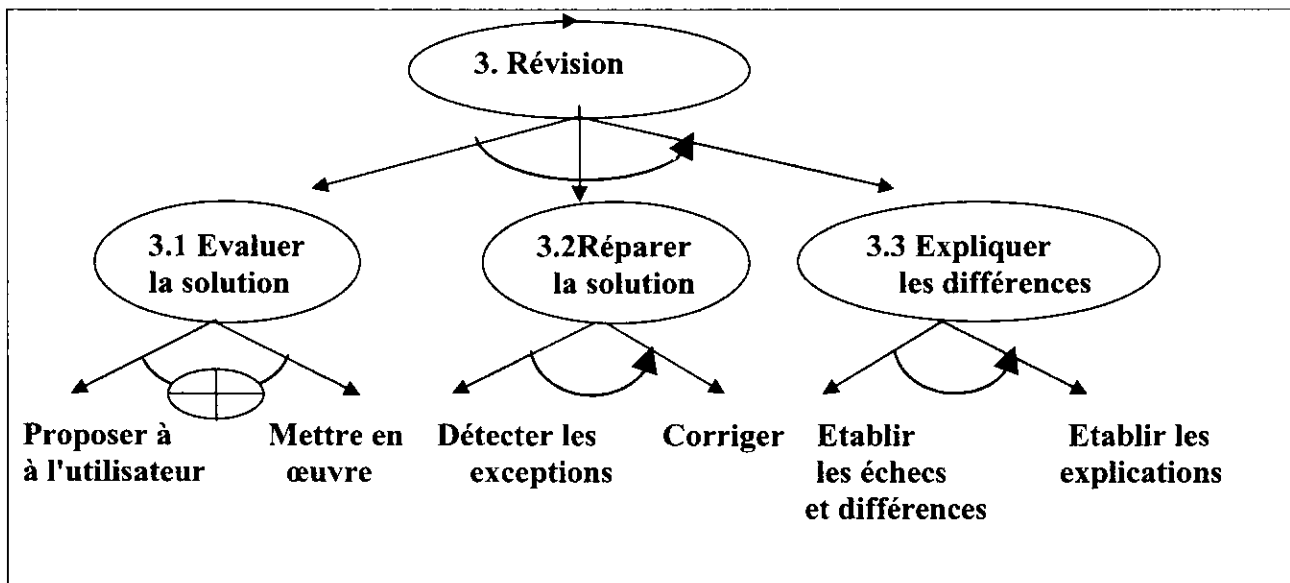 3. Révision
3.1 Evaluer
la solution
3.2Réparer
la solution
3.3 Expliquer
les différences
Proposer à
à l'utilisateur
Mettre en
œuvre
Détecter les
exceptions
Corriger
Etablir
les échecs
et différences
Etablir les
explications